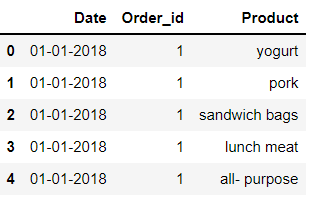 Date Order_id Product
0 01-01-2018 1 yogurt
1 01-01-2018 1 pork
2 01-01-2018 1 sandwich bags
3 01-01-2018 1 lunch meat
4 01-01-2018 1 all- purpose